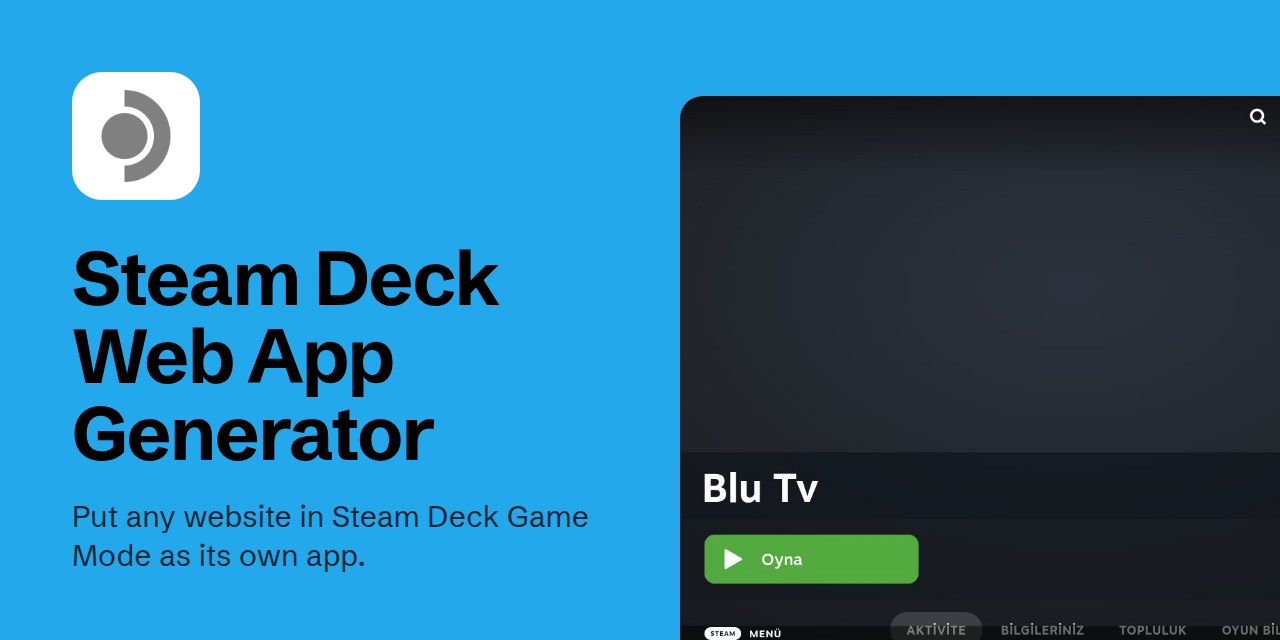 Steam Deck
Web App
Generator
Put any website in Steam Deck Game
Mode as its own app.
Blu Tv
Oyna
STEAM MENÜ
AKTİVİTE BİLGİLERİNİZ TOPLULUK OYUN